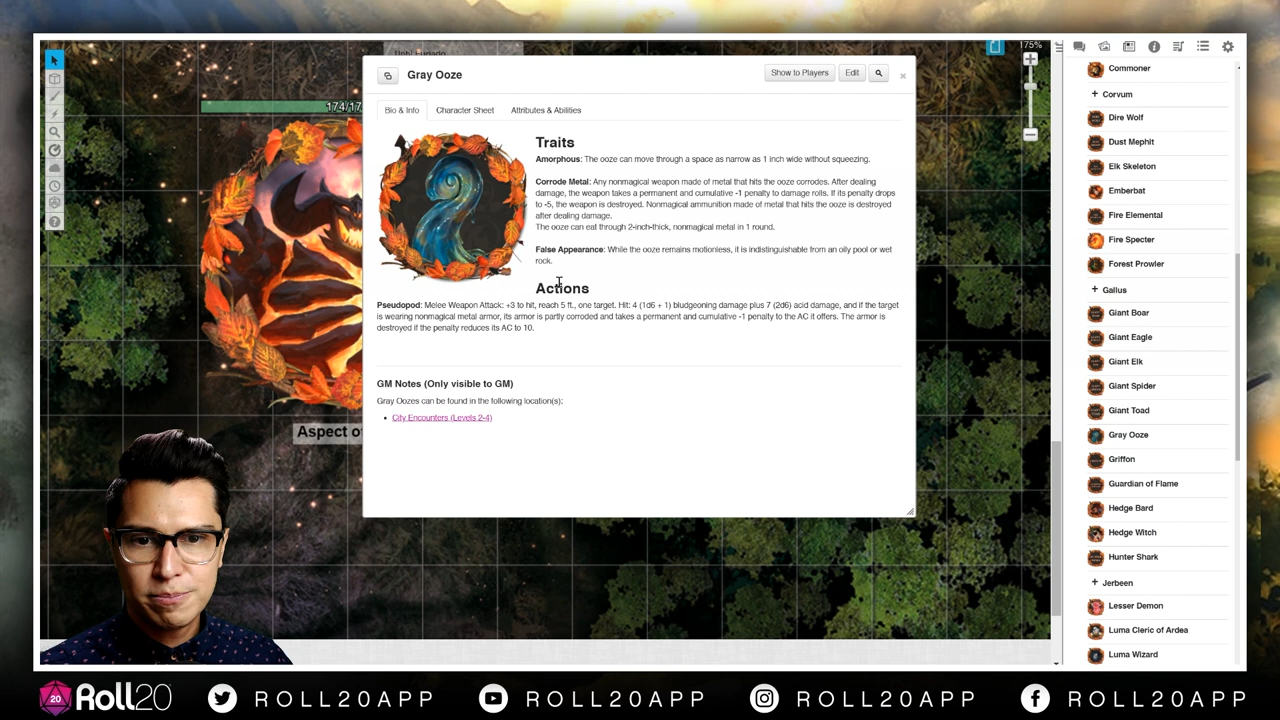 Gray Ooze
Show to Players
Edit
Bio & Info
Character Sheet
Attributes & Abilities
174/17
175%
Traits
Amorphous: The ooze can move through a space as narrow as 1 inch wide without squeezing.
Corrode Metal: Any nonmagical weapon made of metal that hits the ooze corrodes. After dealing
damage, the weapon takes a permanent and cumulative -1 penalty to damage rolls. If its penalty drops
to -5, the weapon is destroyed. Nonmagical ammunition made of metal that hits the ooze is destroyed
after dealing damage.
The ooze can eat through 2-inch-thick, nonmagical metal in 1 round.
False Appearance: While the ooze remains motionless, it is indistinguishable from an oily pool or wet
rock.
Actions
Pseudopod: Melee Weapon Attack: +3 to hit, reach 5 ft., one target. Hit: 4 (1d6 + 1) bludgeoning damage plus 7 (2d6) acid damage, and if the target
is wearing nonmagical metal armor, its armor is partly corroded and takes a permanent and cumulative -1 penalty to the AC it offers. The armor is
destroyed if the penalty reduces its AC to 10.
GM Notes (Only visible to GM)
Gray Oozes can be found in the following location(s):
• City Encounters (Levels 2-4)
Aspect o
Commoner
+ Corvum
Dire Wolf
Dust Mephit
Elk Skeleton
Emberbat
Fire Elemental
Fire Specter
Forest Prowler
+ Gallus
Giant Boar
Giant Eagle
Giant Elk
Giant Spider
Giant Toad
Gray Ooze
Griffon
Guardian of Flame
Hedge Bard
Hedge Witch
Hunter Shark
+ Jerbeen
Lesser Demon
Luma Cleric of Ardea
Luma Wizard
20 Roll20
ROLL20APP
ROLL20APP
ROLL20APP
ROLL20APP